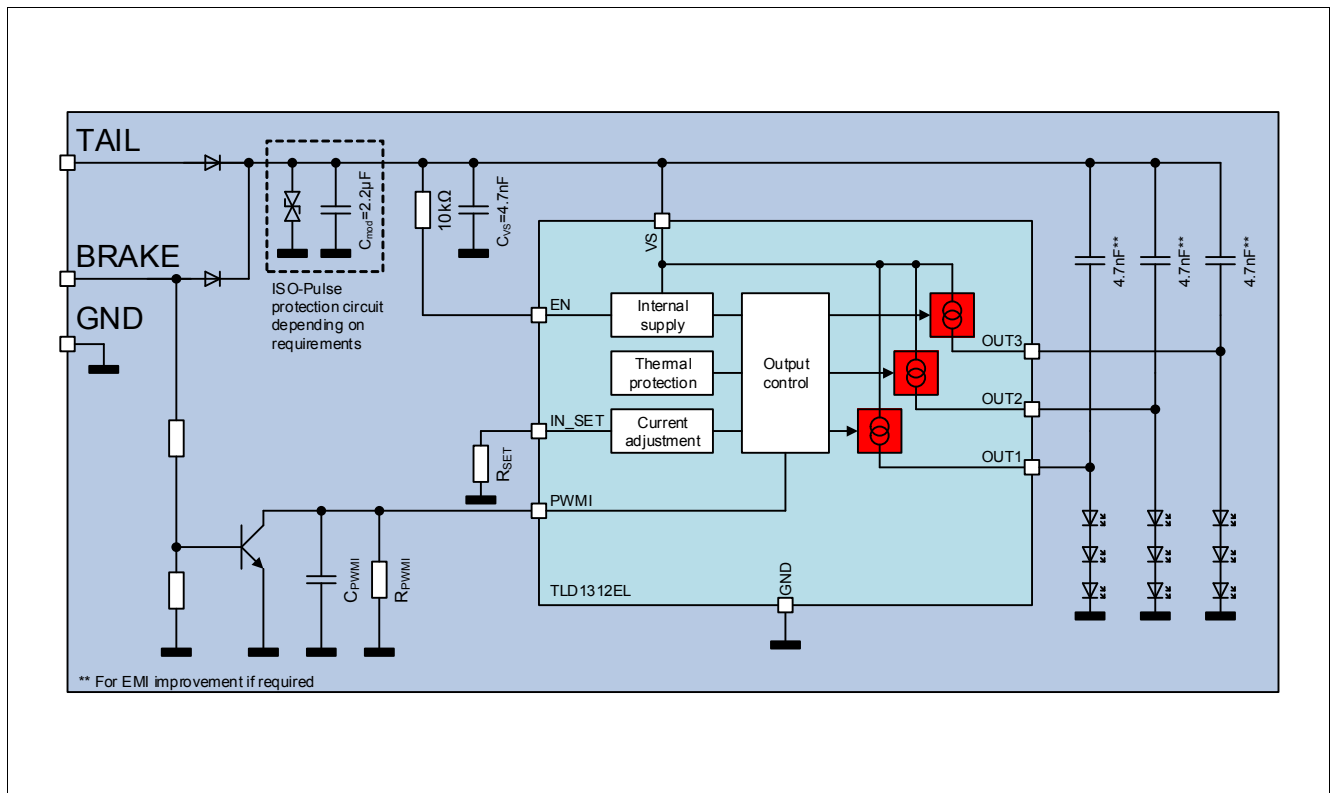 TAIL
BRAKE
GND
ISO-Pulse
protection circuit
depending on
requirements
Cmod=2.2µF
10kΩ
CVS=4.7nF
VS
EN
Internal
supply
Thermal
protection
Output
control
IN_SET
Current
adjustment
RSET
PWMI
OUT3
OUT2
OUT1
4.7nF**
4.7nF**
4.7nF**
CPWMI
RPWMI
TLD1312EL
GND
** For EMI improvement if required